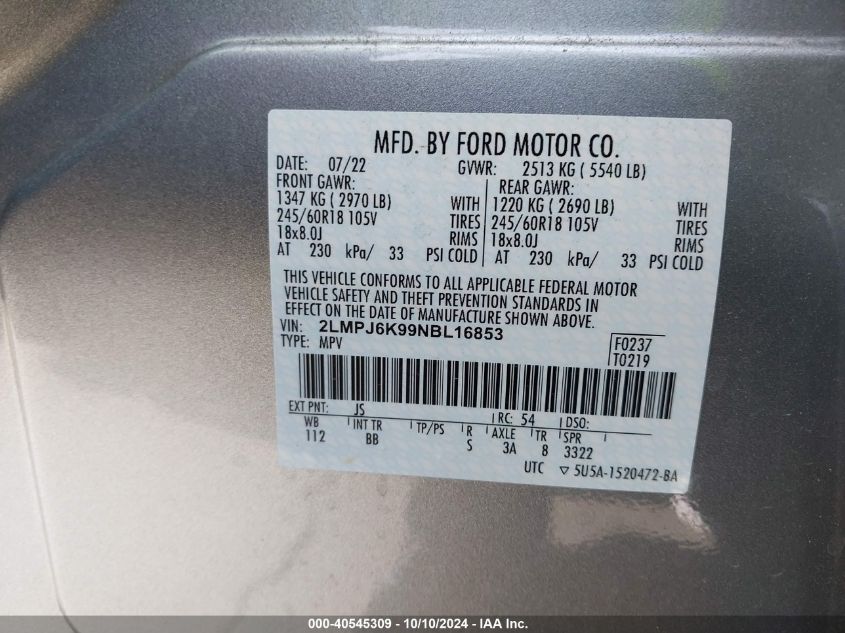 MFD. BY FORD MOTOR CO.
DATE: 07/22 GVWR: 2513 KG ( 5540 LB)
FRONT GAWR: REAR GAWR:
1347 KG ( 2970 LB) WITH 1220 KG ( 2690 LB) WITH
245/60R18 105V TIRES 245/60R18 105V TIRES
18x8.0J RIMS 18x8.0J RIMS
AT 230 kPa/ 33 PSI COLD AT 230 kPa/ 33 PSI COLD
THIS VEHICLE CONFORMS TO ALL APPLICABLE FEDERAL MOTOR
VEHICLE SAFETY AND THEFT PREVENTION STANDARDS IN
EFFECT ON THE DATE OF MANUFACTURE SHOWN ABOVE.
VIN: 2LMPJ6K99NBL16853
TYPE: MPV F0237
T0219
EXT PNT: JS RC: 54 DSO:
WB INT TR TP/PS R AXLE TR SPR
112 BB S 3A 8 3322
UTC ▽ 5U5A-1520472-BA
000-40545309 - 10/10/2024 - IAA Inc.